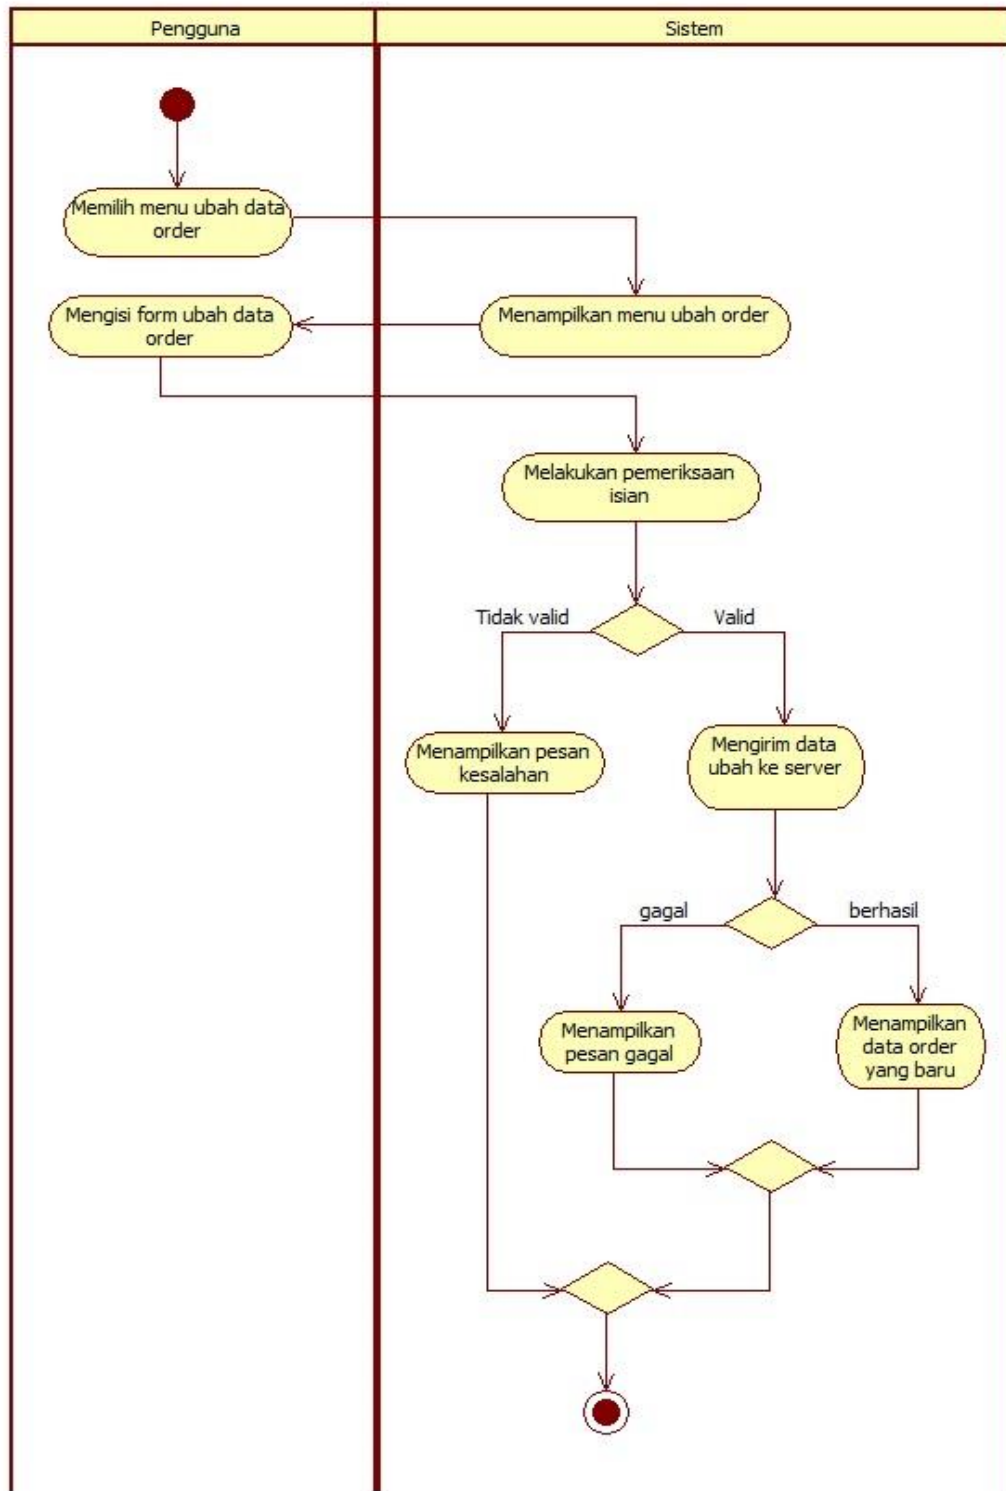 Pengguna
Sistem
Memilih menu ubah data
order
Mengisi form ubah data
order
Menampilkan menu ubah order
Melakukan pemeriksaan
isian
Tidak valid
Valid
Menampilkan pesan
kesalahan
Mengirim data
ubah ke server
gagal
berhasil
Menampilkan
pesan gagal
Menampilkan
data order
yang baru